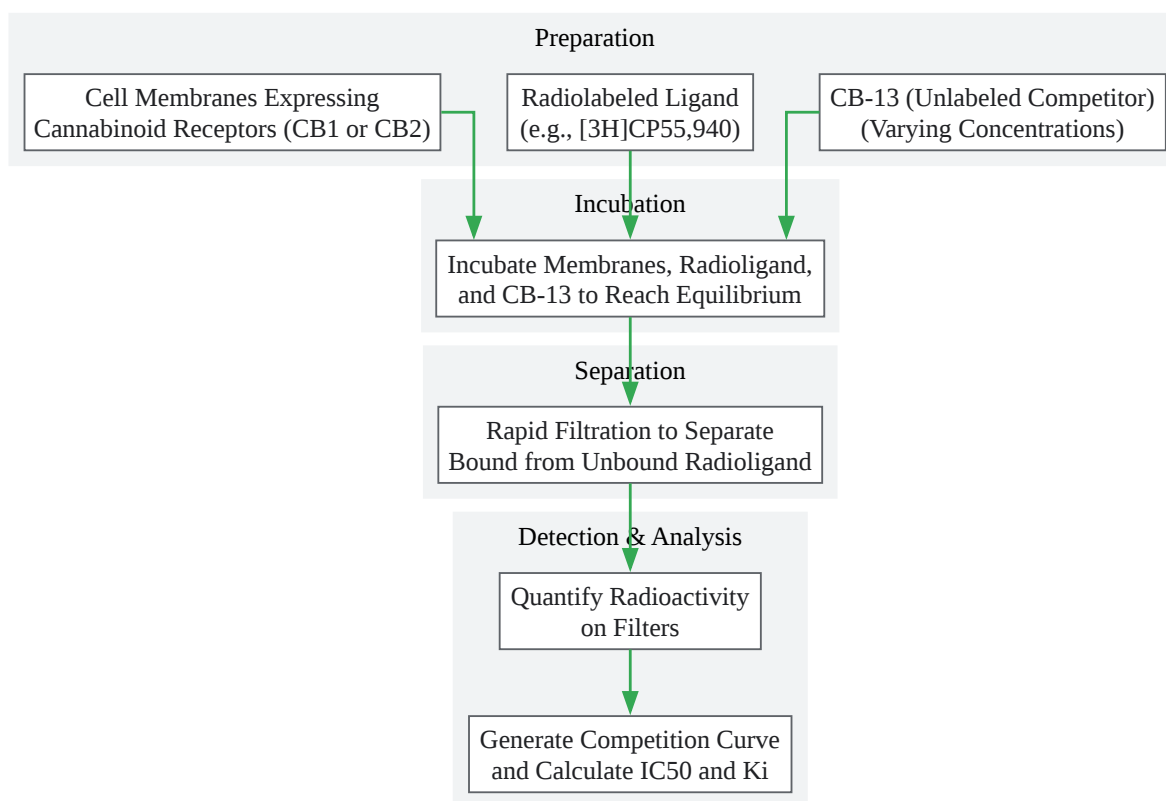 Preparation
Cell Membranes Expressing
Cannabinoid Receptors (CB1 or CB2)
Radiolabeled Ligand
(e.g., [3H]CP55,940)
CB-13 (Unlabeled Competitor)
(Varying Concentrations)
Incubation
Incubate Membranes, Radioligand,
and CB-13 to Reach Equilibrium
Separation
Rapid Filtration to Separate
Bound from Unbound Radioligand
Detection & Analysis
Quantify Radioactivity
on Filters
Generate Competition Curve
and Calculate IC50 and Ki